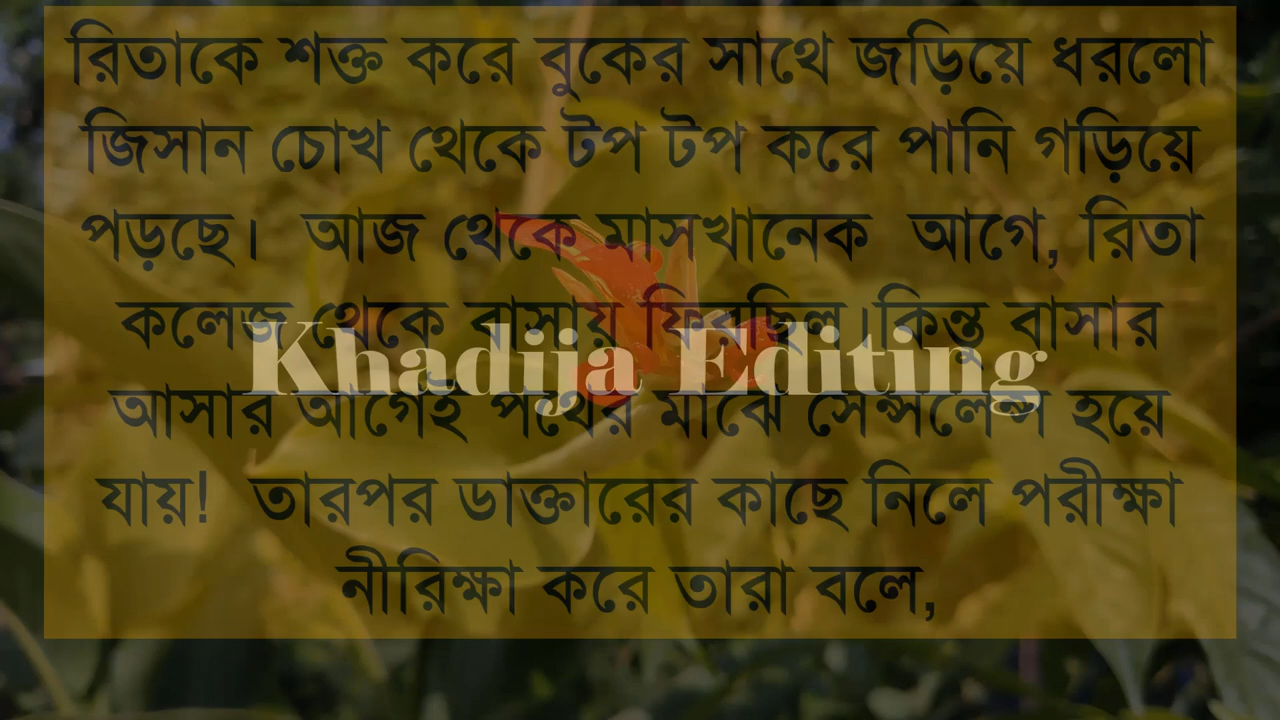 রিতাকে শক্ত করে বুকের সাথে জড়িয়ে ধরলো
জিসান চোখ থেকে টপ টপ করে পানি গড়িয়ে
পড়ছে। আজ থেকে মাসখানেক আগে, রিতা
কলেজ থেকে বাসায় ফিরছিল।কিন্তু বাসার
Khadija Editing
আসার আগেই পথের মাঝে সেন্সলেন্স হয়ে
যায়! তারপর ডাক্তারের কাছে নিলে পরীক্ষা
নীরিক্ষা করে তারা বলে,